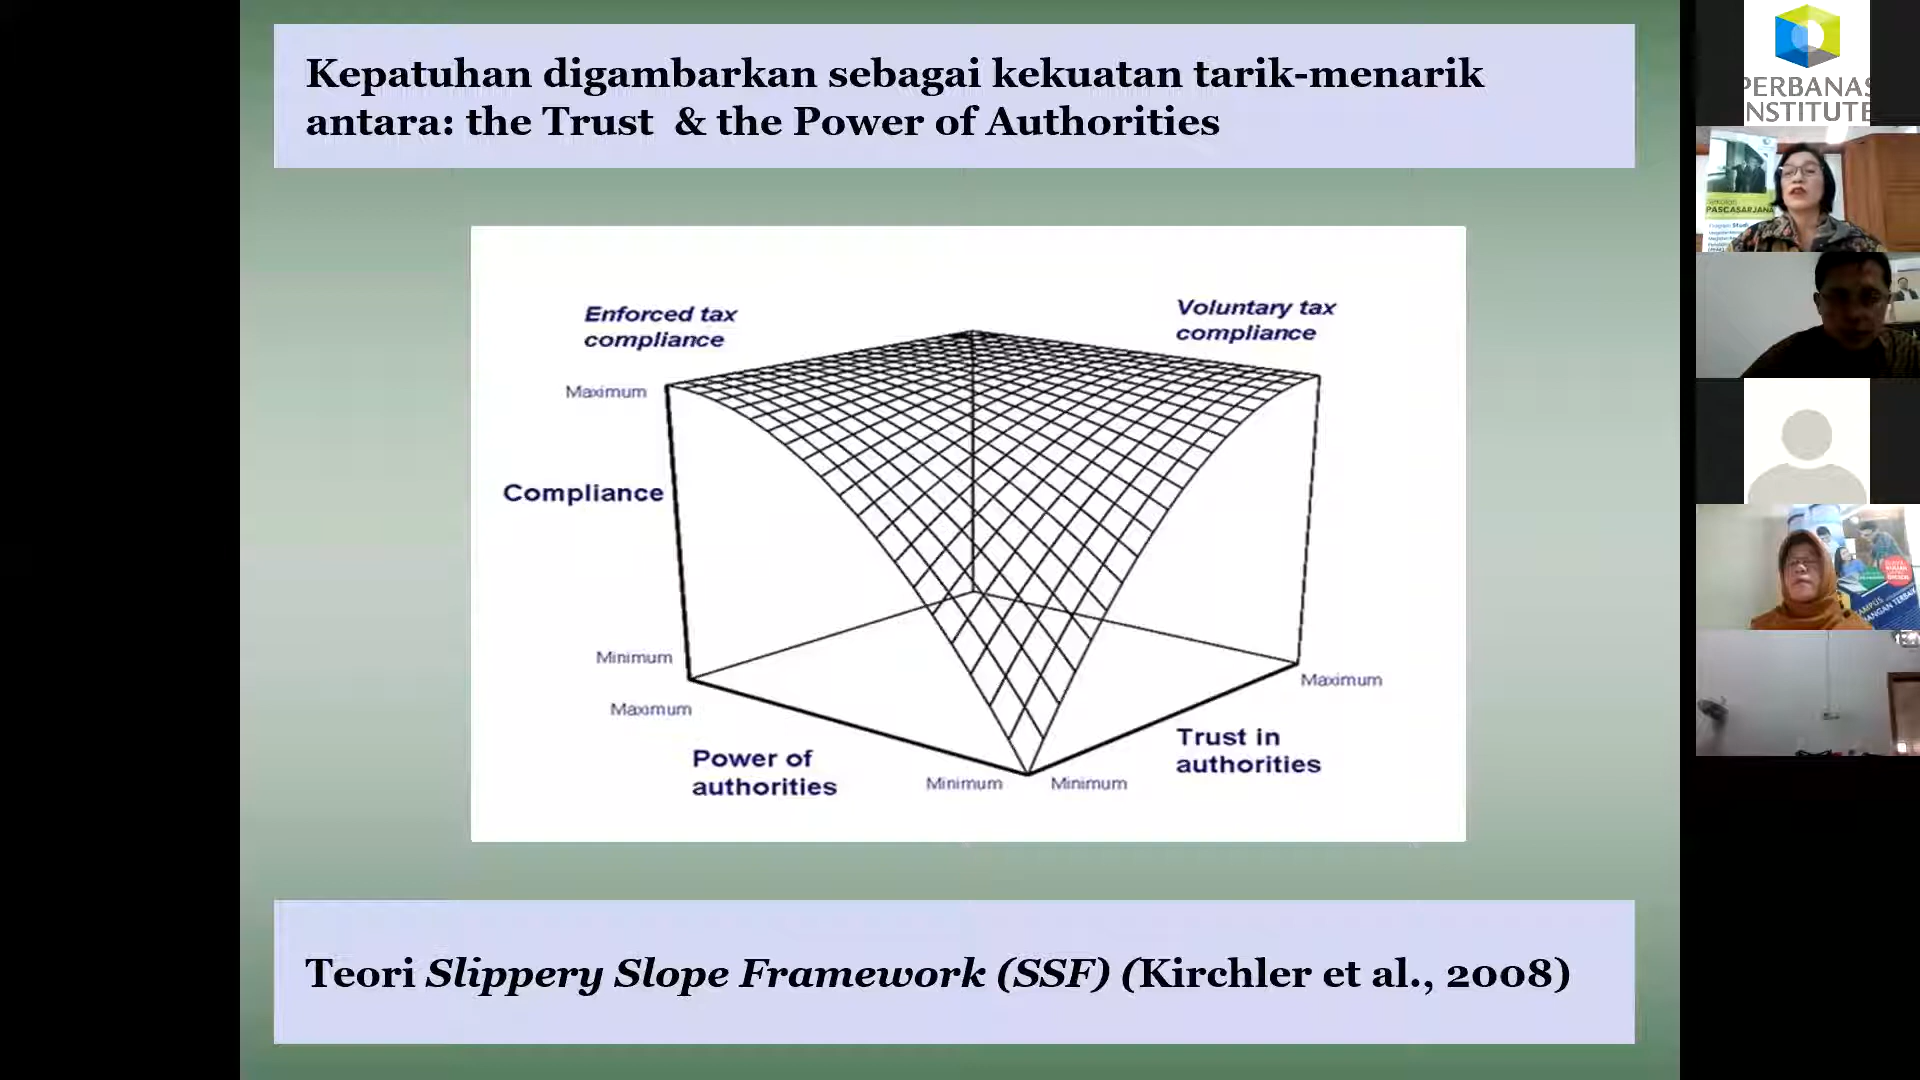 Kepatuhan digambarkan sebagai kekuatan tarik-menarik
antara: the Trust & the Power of Authorities
Enforced tax
compliance
Voluntary tax
compliance
Maximum
Compliance
Minimum
Maximum
Power of
authorities
Minimum
Minimum
Trust in
authorities
Maximum
Teori Slippery Slope Framework (SSF) (Kirchler et al., 2008)
PERBANAS
INSTITUTE
PASCASARJANA